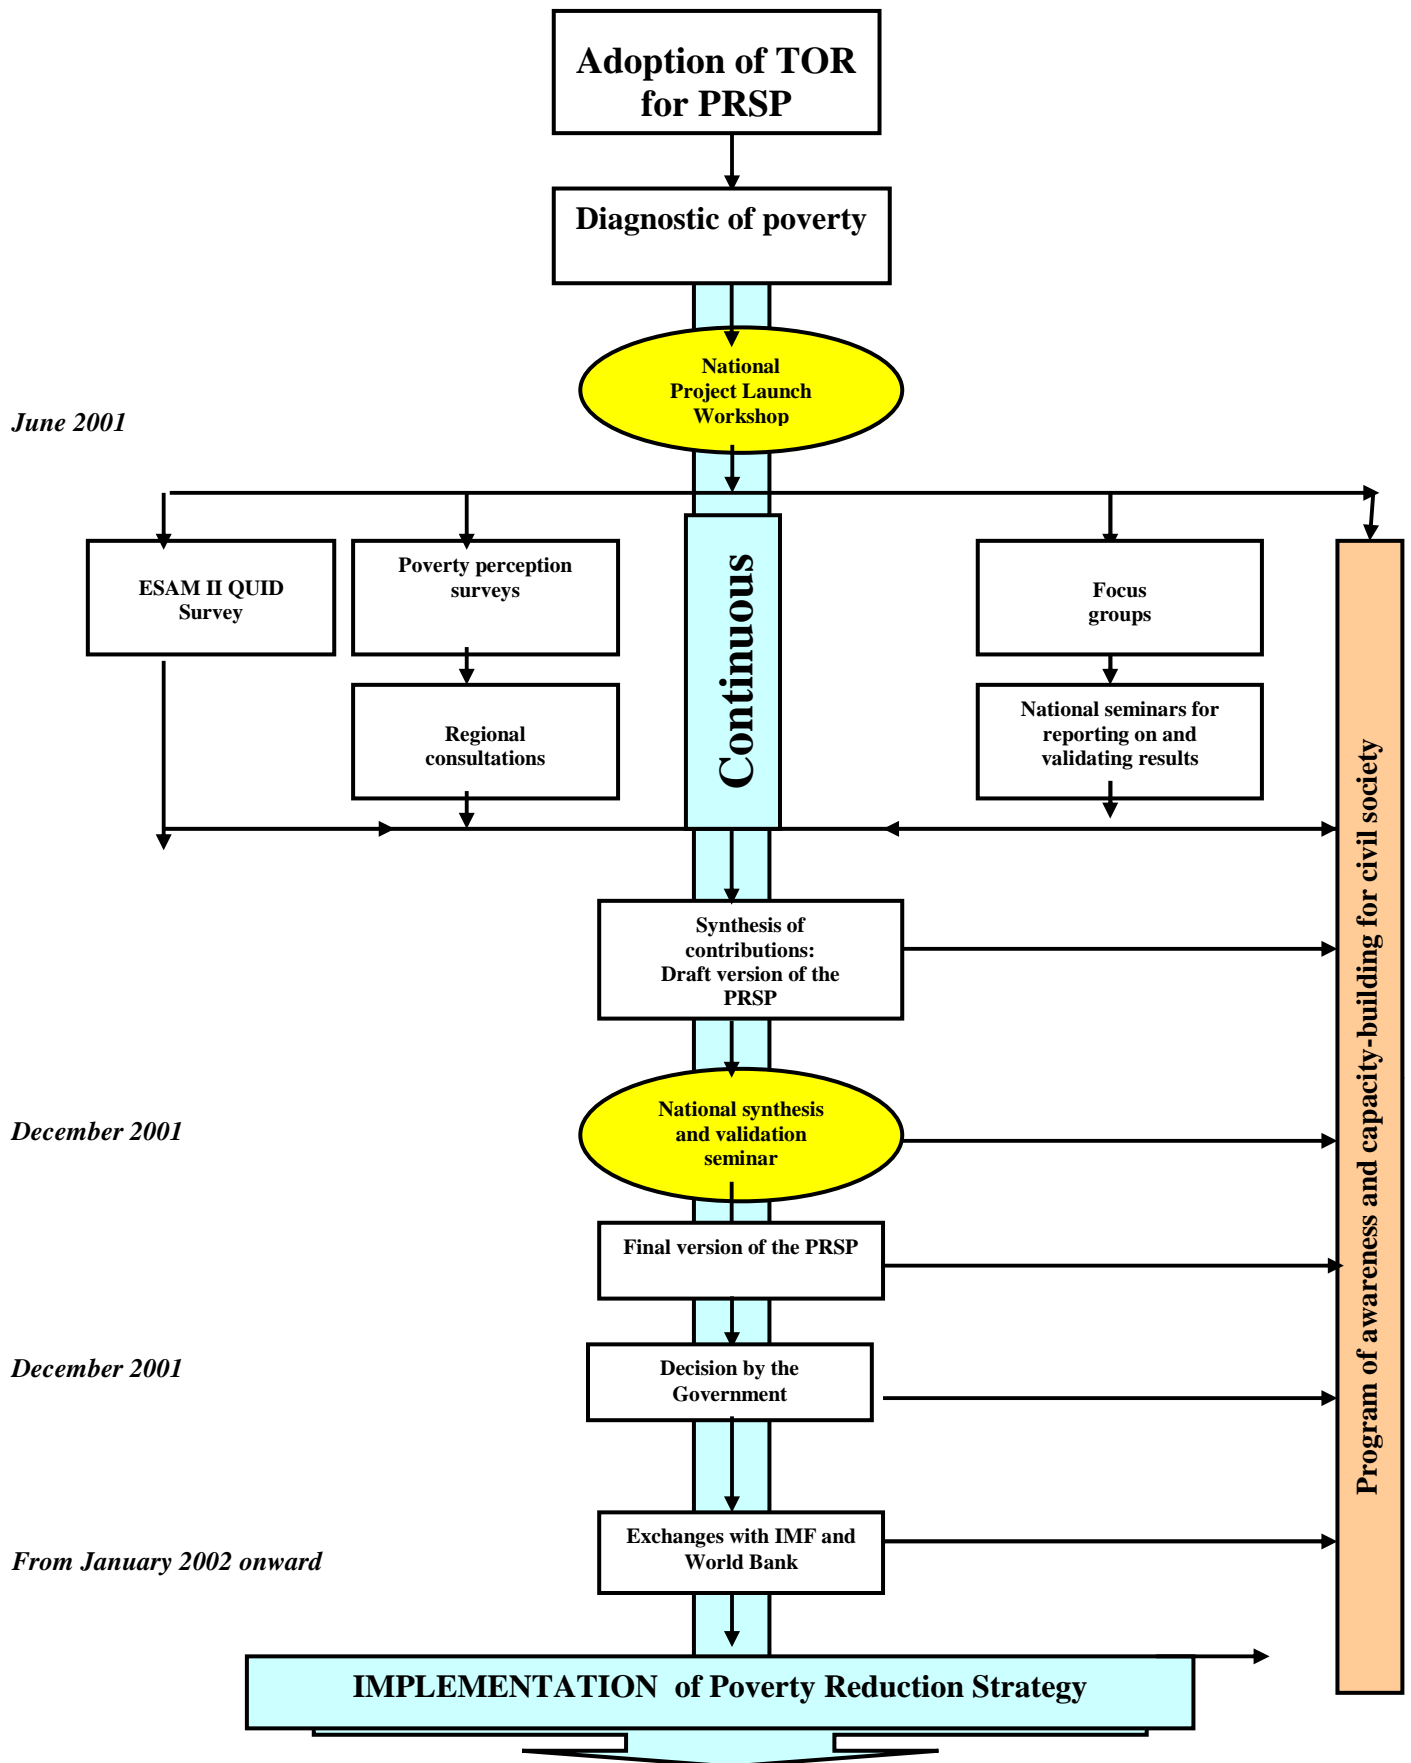 Adoption of TOR
for PRSP
Diagnostic of poverty
National
Project Launch
Workshop
June 2001
ESAM II QUID
Survey
Poverty perception
surveys
Continuous
Focus
groups
Regional
consultations
National seminars for
reporting on and
validating results
Program of awareness and capacity-building for civil society
Synthesis of
contributions:
Draft version of the
PRSP
National synthesis
and validation
seminar
December 2001
Final version of the PRSP
December 2001
Decision by the
Government
Exchanges with IMF and
World Bank
From January 2002 onward
IMPLEMENTATION of Poverty Reduction Strategy